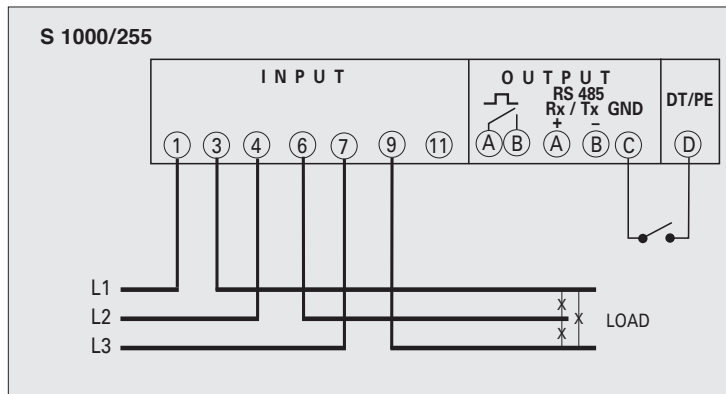 S 1000/255
INPUT
OUTPUT
RS 485
Rx / Tx GND
+ –
DT/PE
1 3 4 6 7 9 11 A B A B C D
L1
L2
L3
X
X
X
LOAD